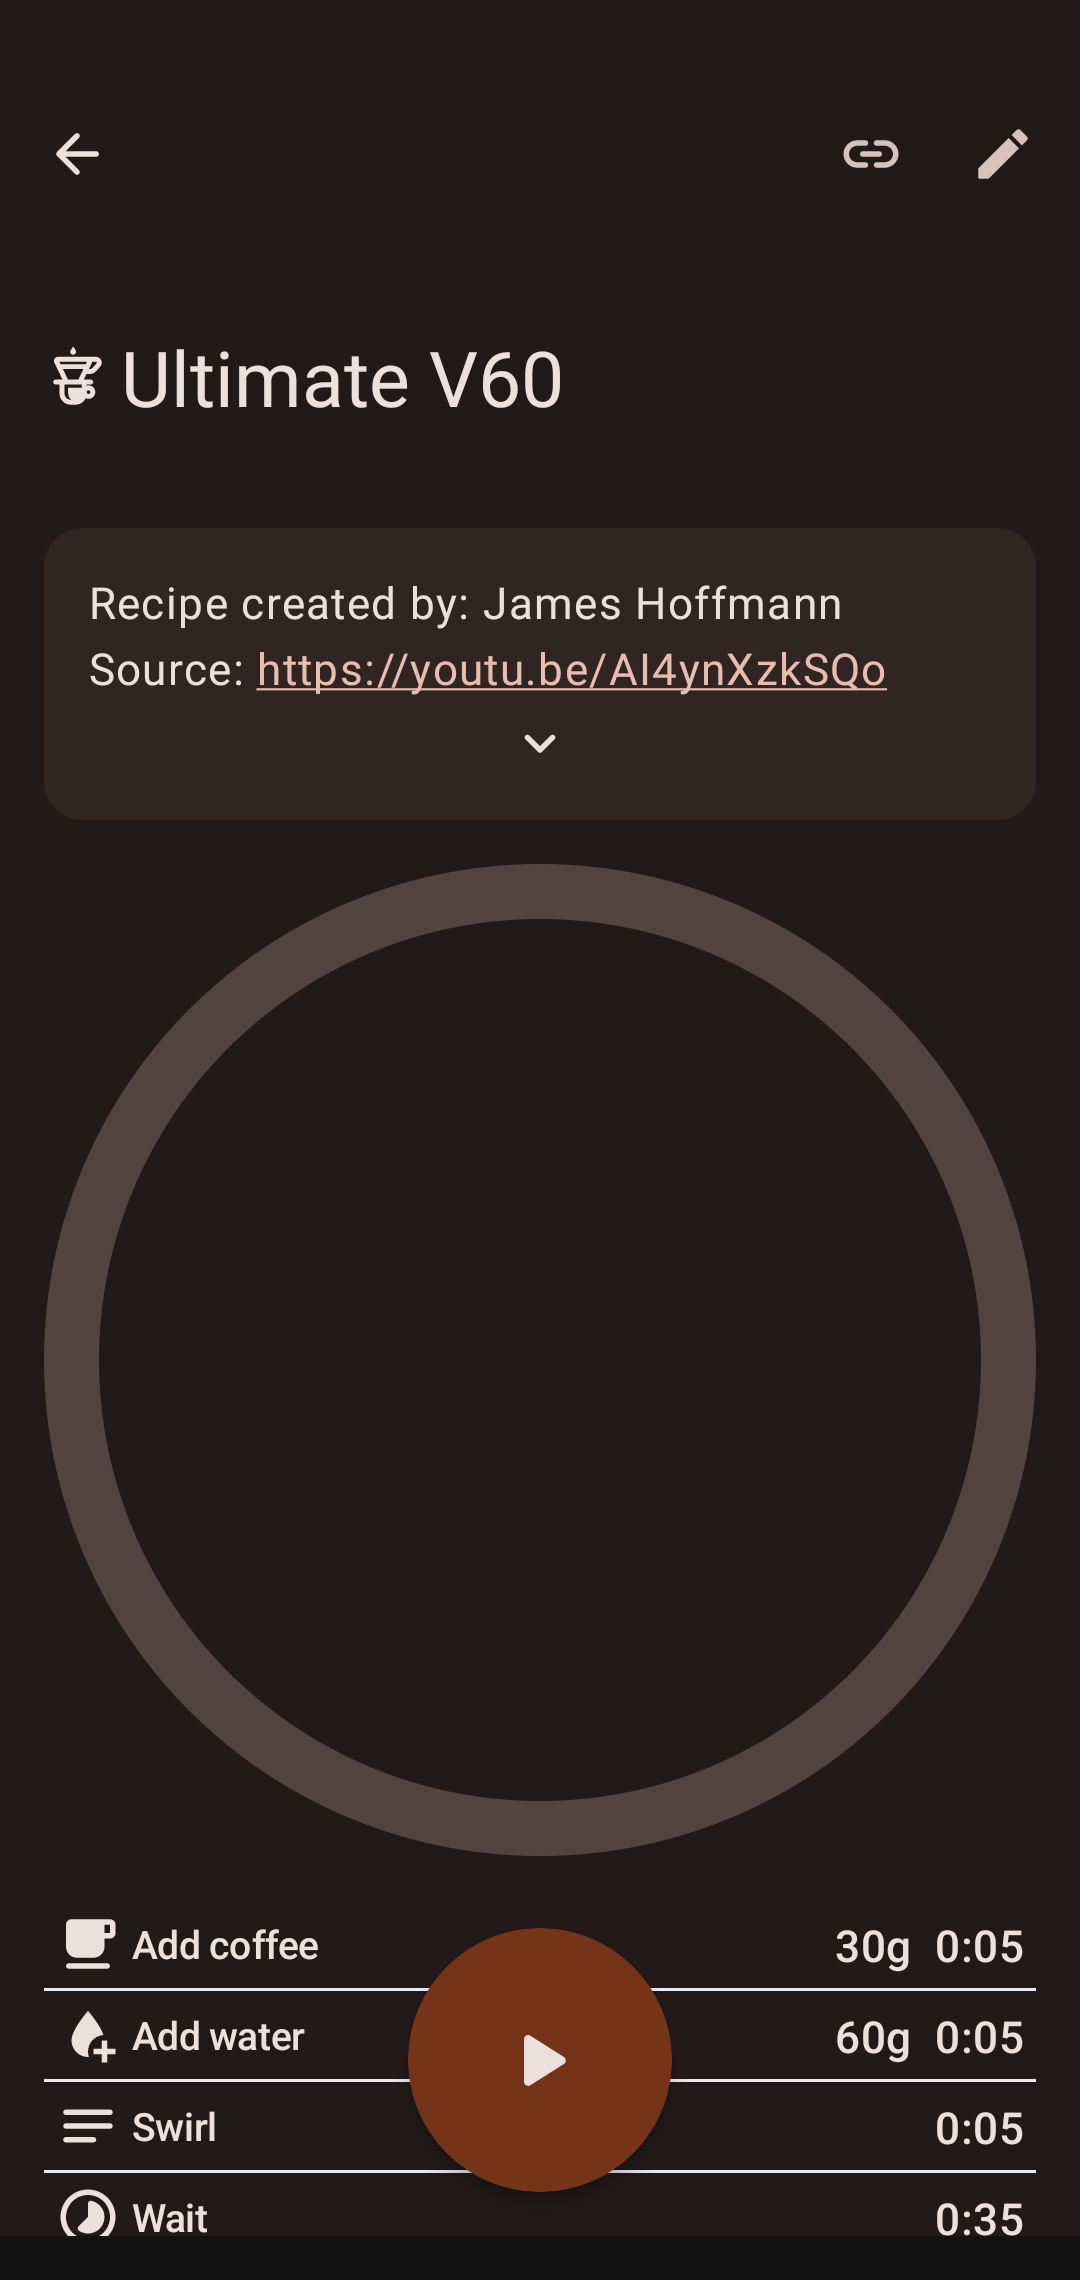 Ultimate V60
Recipe created by: James Hoffmann
Source: https://youtu.be/AI4ynXzkSQo
Add coffee 30g 0:05
Add water 60g 0:05
Swirl 0:05
Wait 0:35